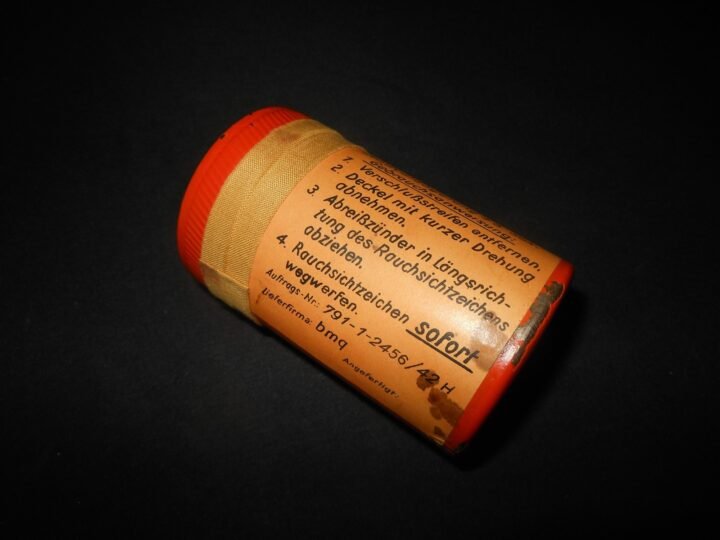 Gebrauchsanweisung:
1. Verschlußstreifen entfernen.
2. Deckel mit kurzer Drehung
abnehmen.
3. Abreißzünder in Längsrich-
tung des Rauchsichtzeichens
abziehen.
4. Rauchsichtzeichen sofort
wegwerfen.
Auftrags-Nr.: 791-1-2456/42 H
Lieferfirma: bmq
Angefertigt: